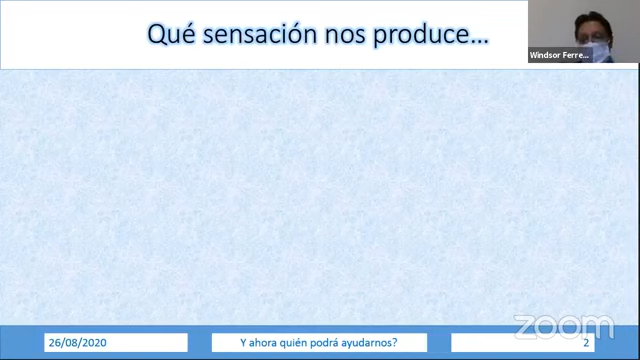 Qué sensación nos produce...
Windsor Ferre...
26/08/2020
Y ahora quién podrá ayudarnos?
2
zoom